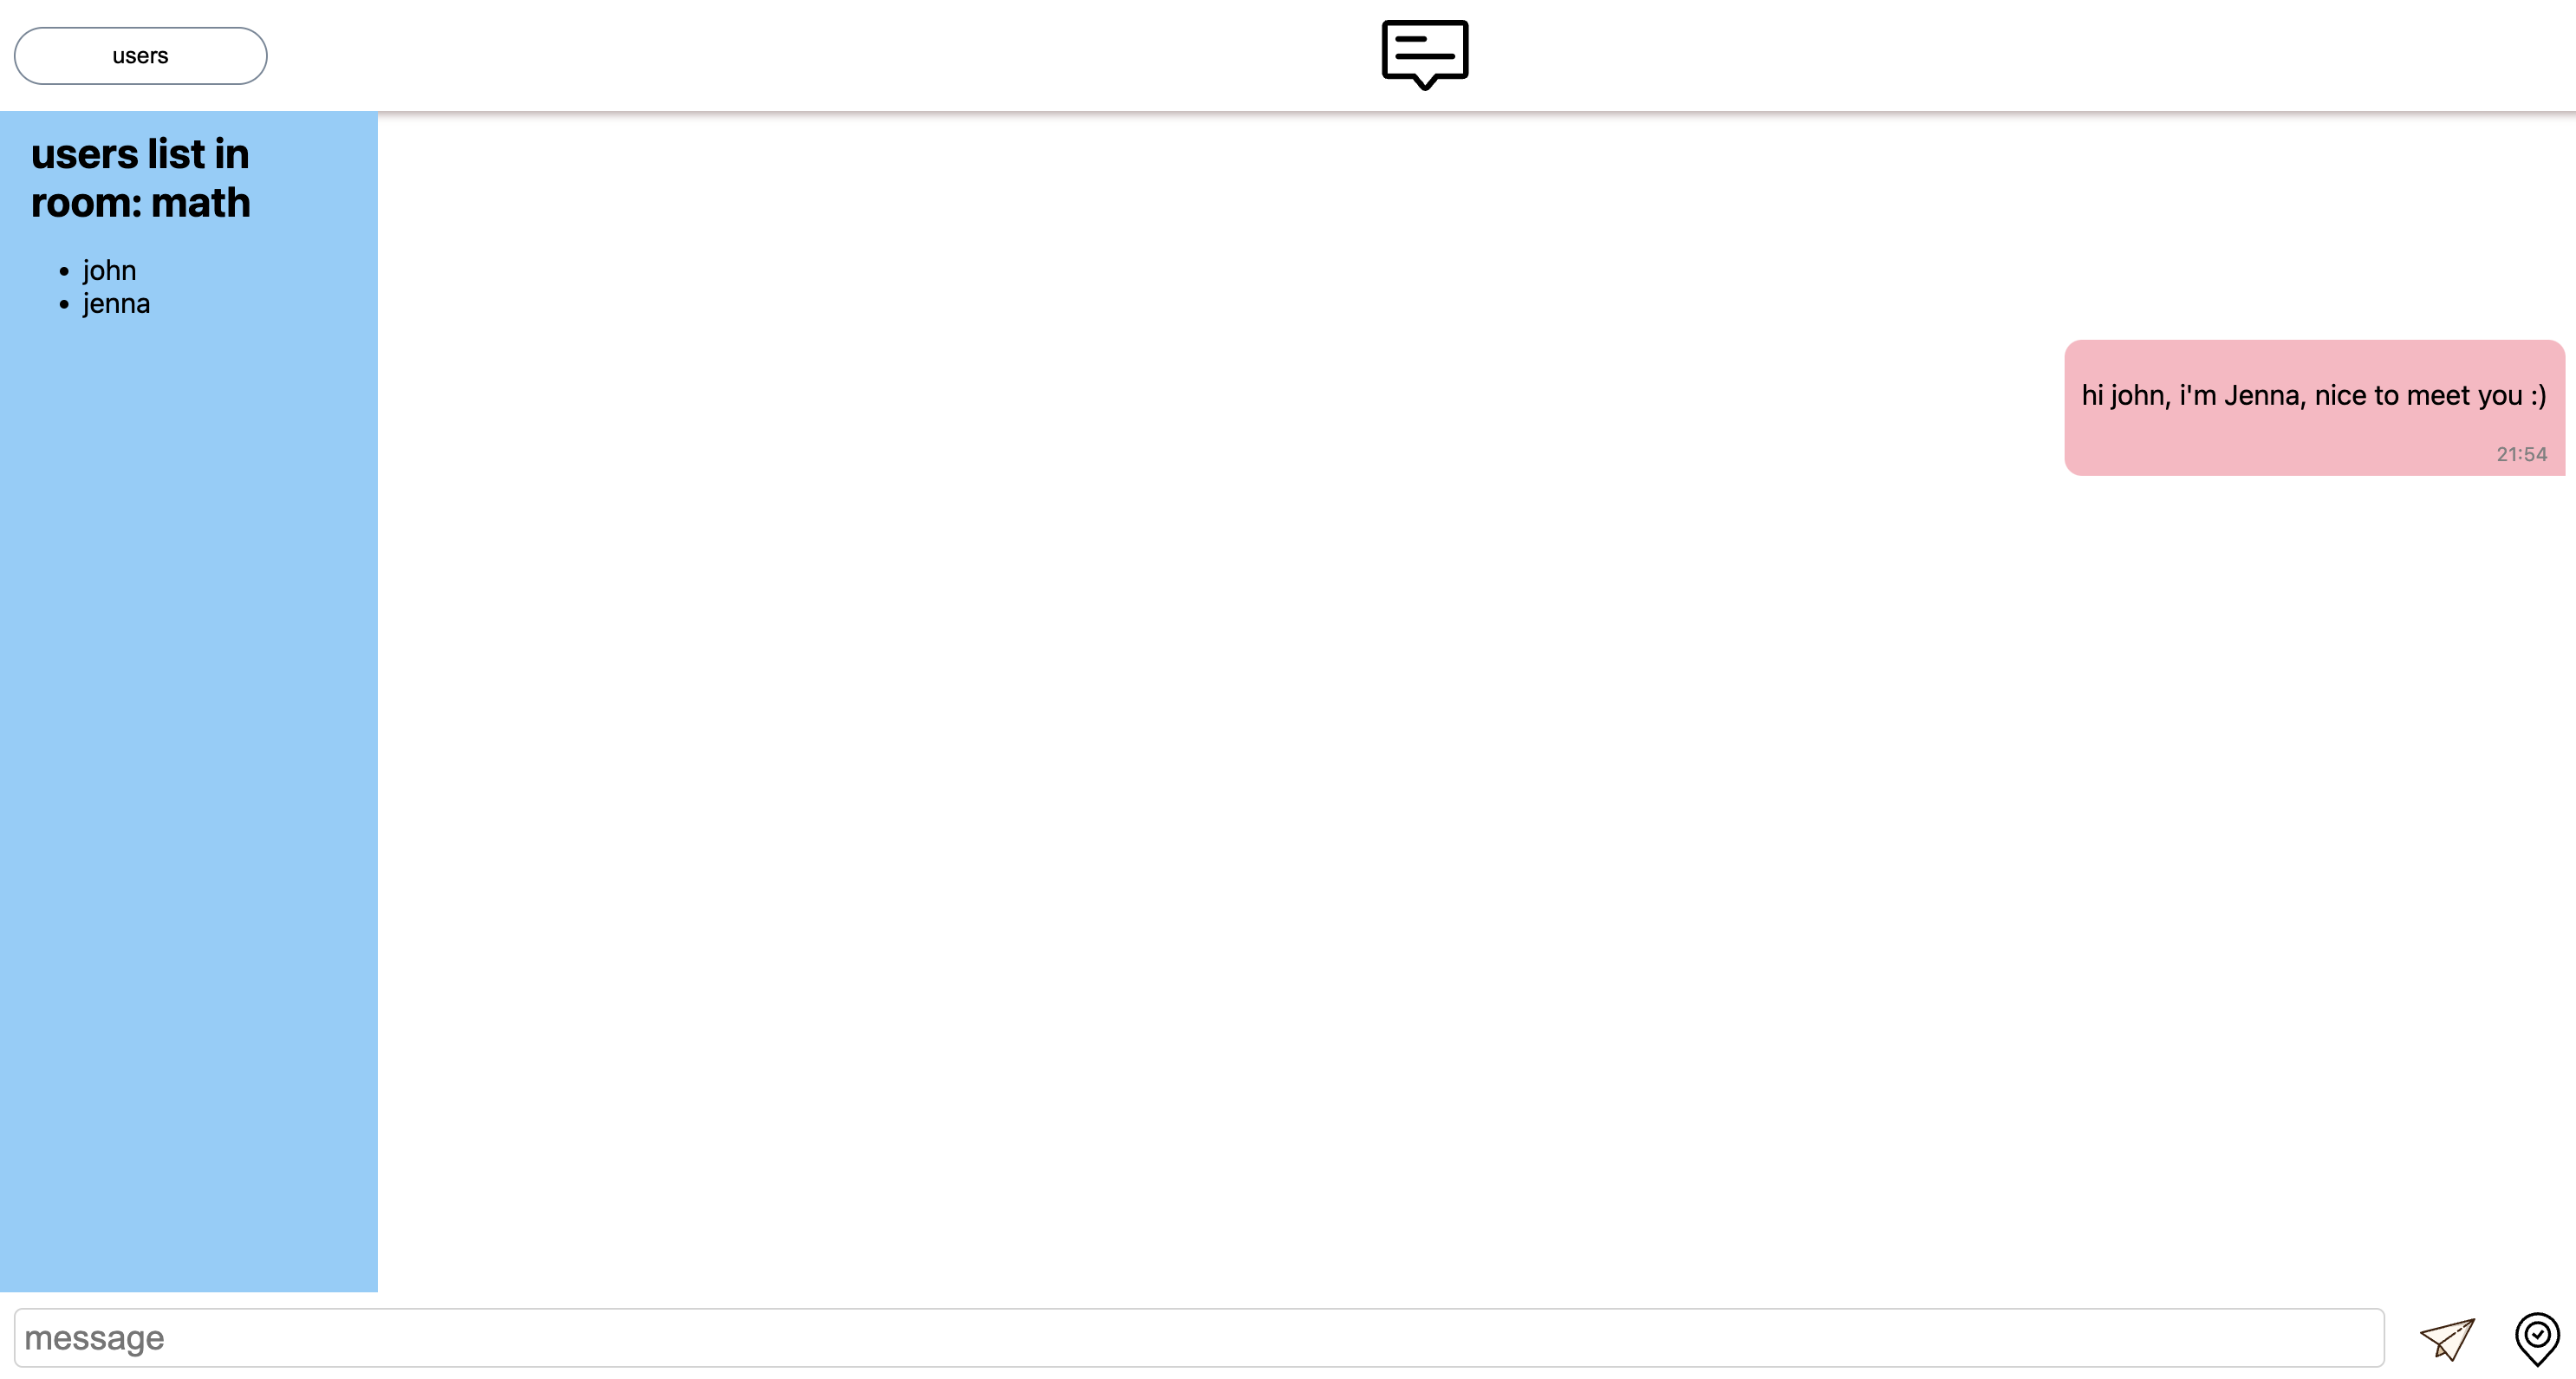 users
users list in
room: math
john
jenna
hi john, i'm Jenna, nice to meet you :)
21:54
message